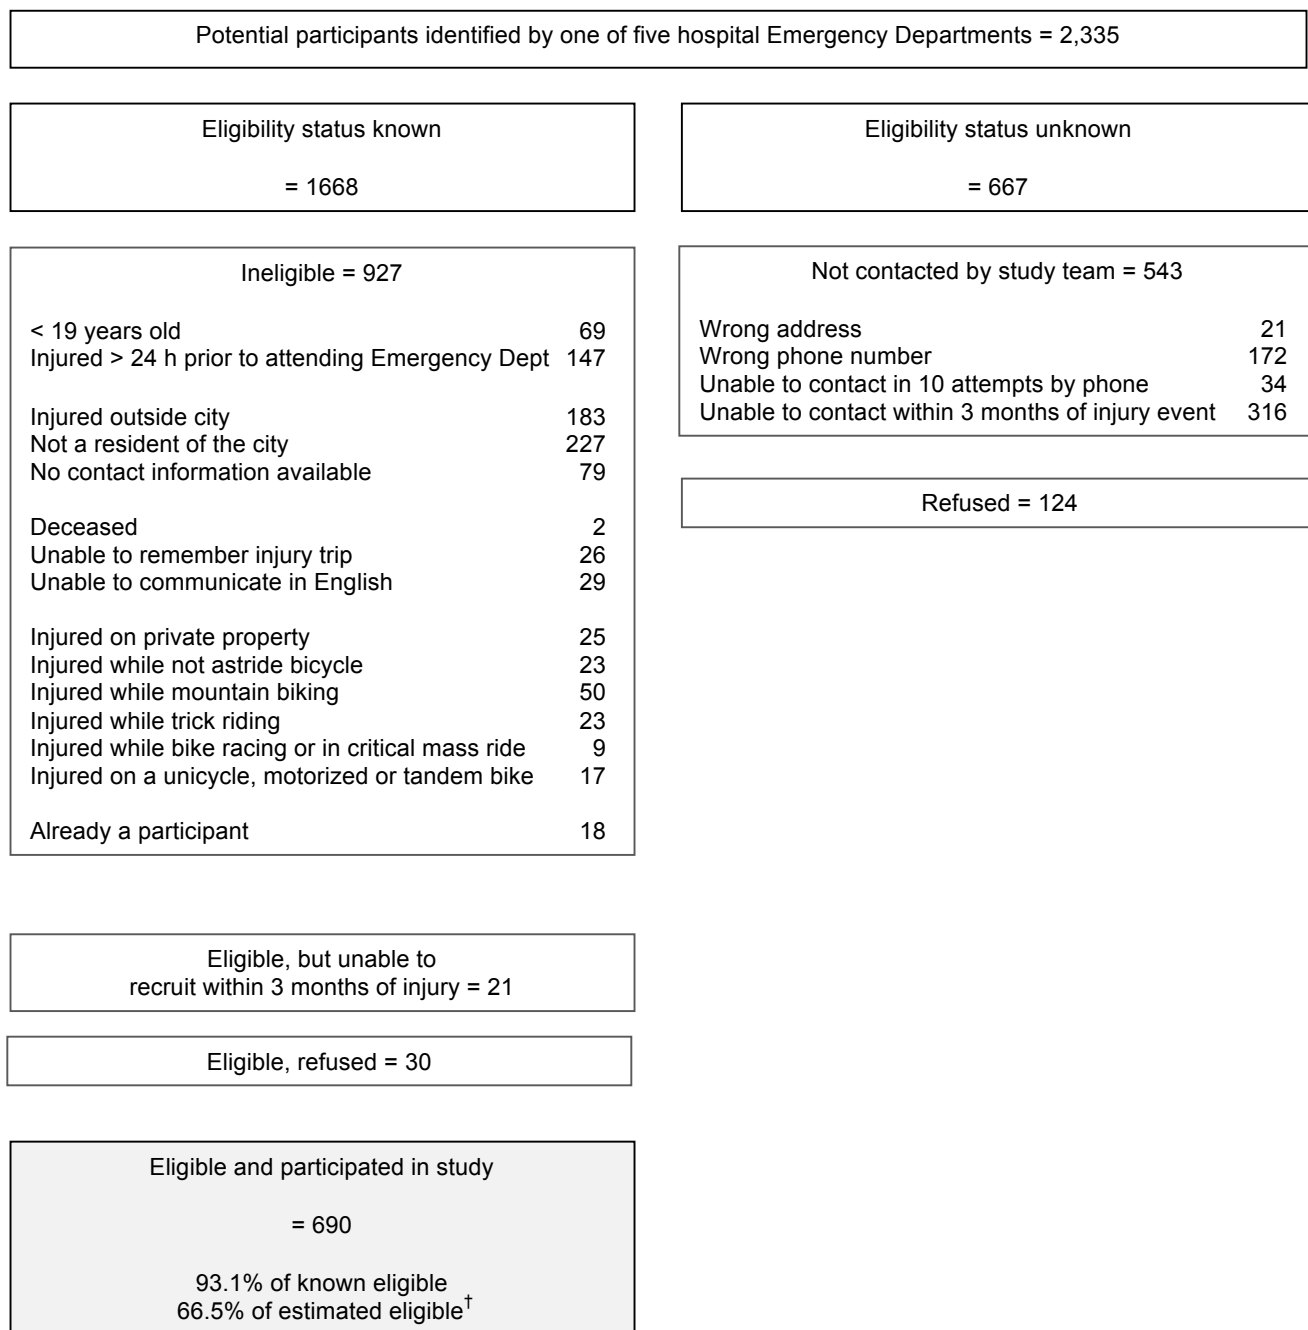 Potential participants identified by one of five hospital Emergency Departments = 2,335
Eligibility status known
= 1668
Eligibility status unknown
= 667
Ineligible = 927
< 19 years old 69
Injured > 24 h prior to attending Emergency Dept 147
Injured outside city 183
Not a resident of the city 227
No contact information available 79
Deceased 2
Unable to remember injury trip 26
Unable to communicate in English 29
Injured on private property 25
Injured while not astride bicycle 23
Injured while mountain biking 50
Injured while trick riding 23
Injured while bike racing or in critical mass ride 9
Injured on a unicycle, motorized or tandem bike 17
Already a participant 18
Not contacted by study team = 543
Wrong address 21
Wrong phone number 172
Unable to contact in 10 attempts by phone 34
Unable to contact within 3 months of injury event 316
Refused = 124
Eligible, but unable to
recruit within 3 months of injury = 21
Eligible, refused = 30
Eligible and participated in study
= 690
93.1% of known eligible
66.5% of estimated eligible†